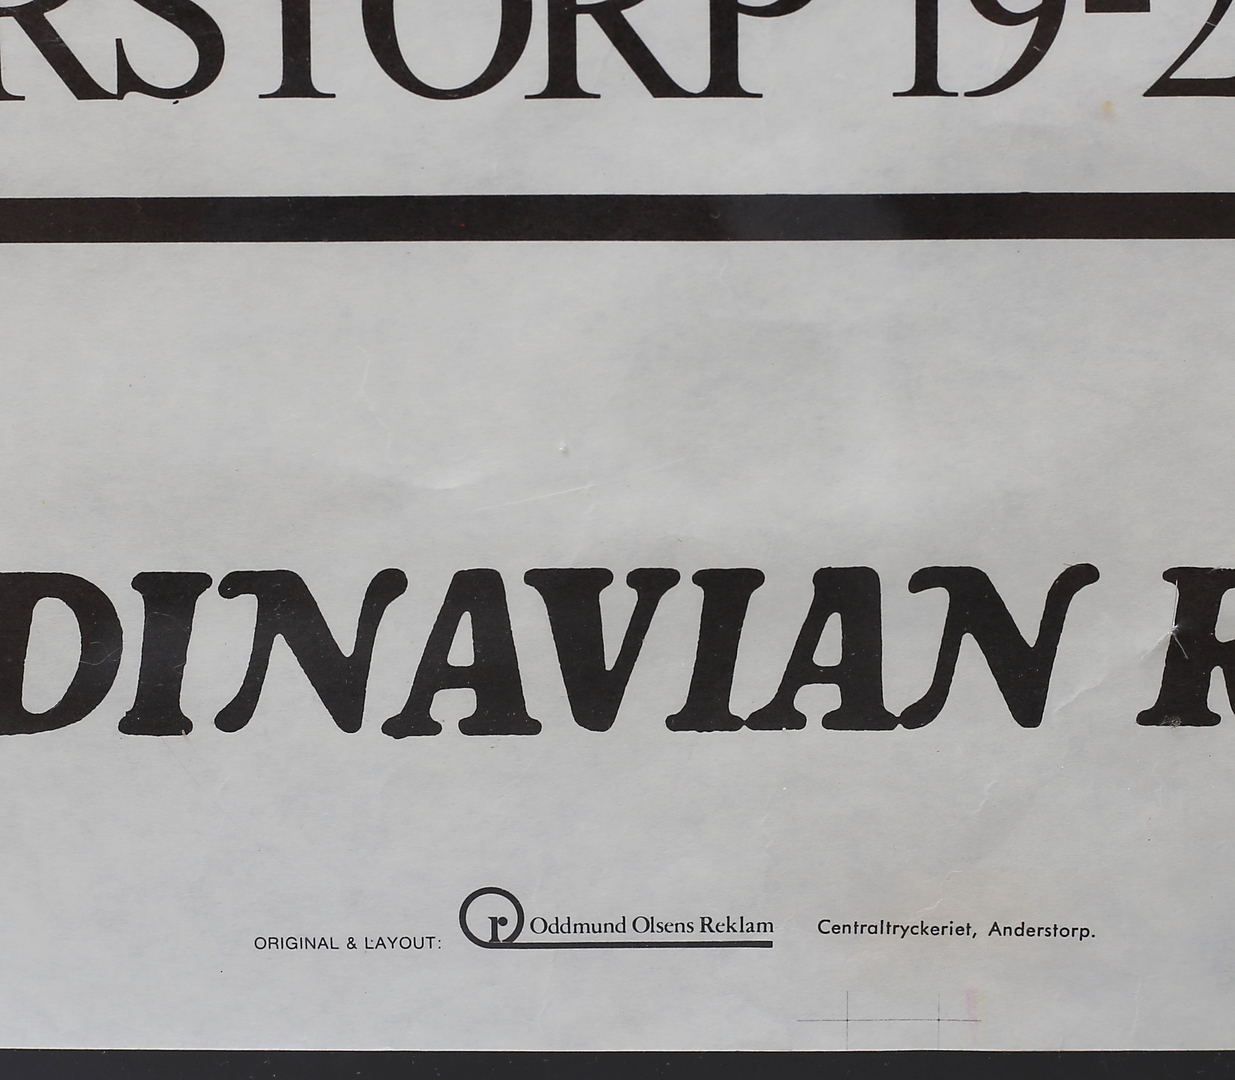 RSTORP 19-2
DINAVIAN R
ORIGINAL & LAYOUT: r Oddmund Olsens Reklam Centraltryckeriet, Anderstorp.